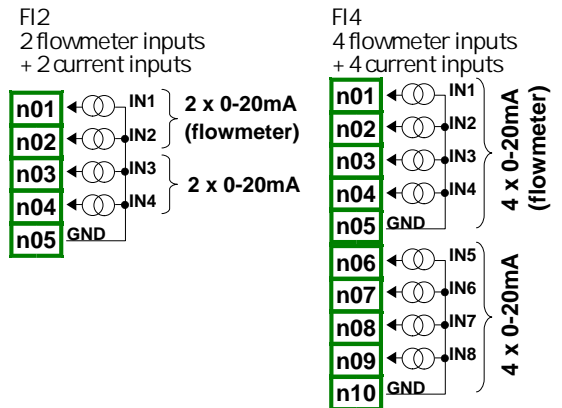 FI2
2 flowmeter inputs
+ 2 current inputs
n01 IN1
n02 IN2
n03 IN3
n04 IN4
n05 GND
2 x 0-20mA
(flowmeter)
2 x 0-20mA
FI4
4 flowmeter inputs
+ 4 current inputs
n01 IN1
n02 IN2
n03 IN3
n04 IN4
n05 GND
4 x 0-20mA
(flowmeter)
n06 IN5
n07 IN6
n08 IN7
n09 IN8
n10 GND
4 x 0-20mA